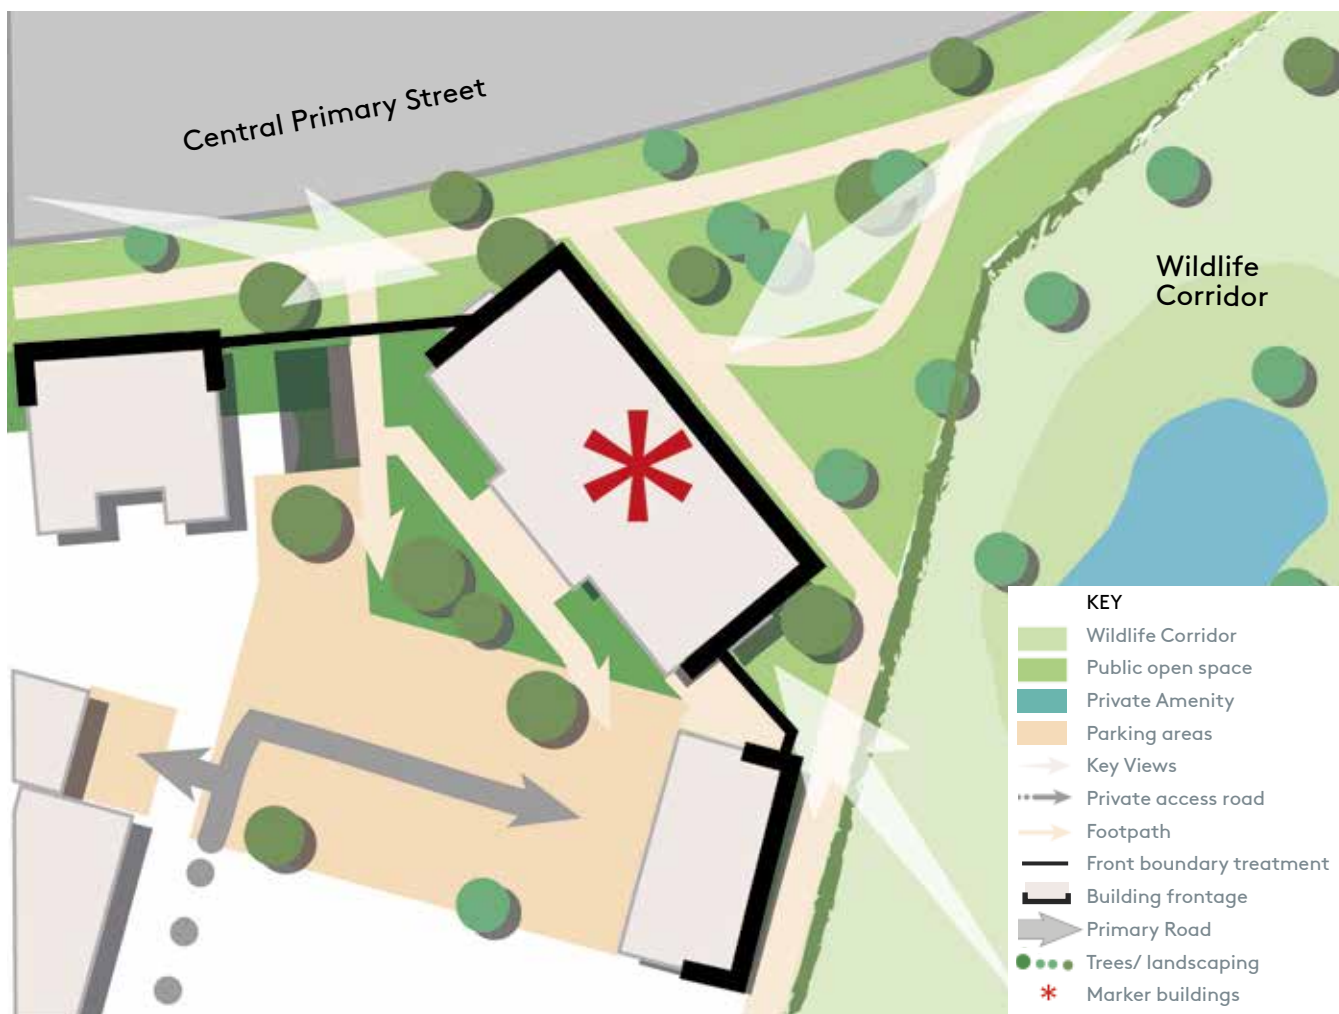 Central Primary Street
Wildlife
Corridor
KEY
Wildlife Corridor
Public open space
Private Amenity
Parking areas
Key Views
Private access road
Footpath
Front boundary treatment
Building frontage
Primary Road
Trees/ landscaping
Marker buildings